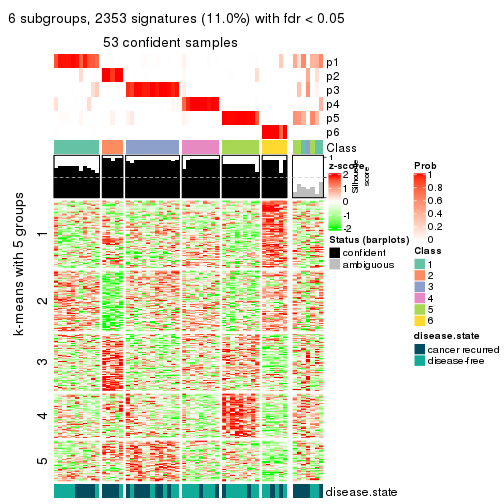 6 subgroups, 2353 signatures (11.0%) with fdr < 0.05
53 confident samples
p1
p2
p3
p4
p5
p6
Class
1
Silhouette
score
z-score
2
1
0
-1
-2
Status (barplots)
confident
ambiguous
Prob
1
0.8
0.6
0.4
0.2
0
Class
1
2
3
4
5
6
disease.state
cancer recurred
disease-free
k-means with 5 groups
1
2
3
4
5
disease.state